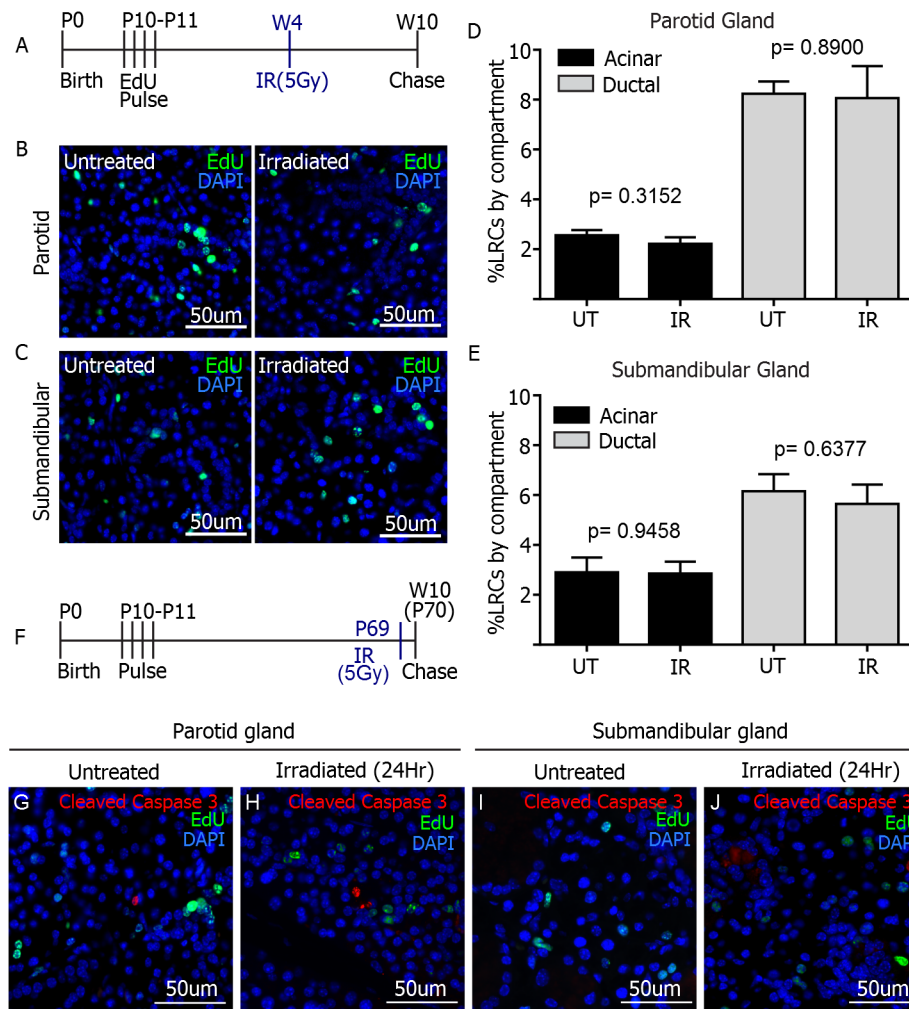 A
P0
P10-P11
W4
W10
Birth
EdU
Pulse
IR(5Gy)
Chase
B
Parotid
Untreated
EdU
DAPI
50um
Irradiated
EdU
DAPI
50um
C
Submandibular
Untreated
EdU
DAPI
50um
Irradiated
EdU
DAPI
50um
D
Parotid Gland
%LRCs by compartment
10
8
6
4
2
Acinar
Ductal
p= 0.3152
p= 0.8900
UT
IR
UT
IR
E
Submandibular Gland
%LRCs by compartment
10
8
6
4
2
Acinar
Ductal
p= 0.9458
p= 0.6377
UT
IR
UT
IR
F
P0
P10-P11
P69
W10
(P70)
Birth
Pulse
IR
(5Gy)
Chase
Parotid gland
Submandibular gland
Untreated
Irradiated (24Hr)
Untreated
Irradiated (24Hr)
G
Cleaved Caspase 3
EdU
DAPI
50um
H
Cleaved Caspase 3
EdU
DAPI
50um
I
Cleaved Caspase 3
EdU
DAPI
50um
J
Cleaved Caspase 3
EdU
DAPI
50um